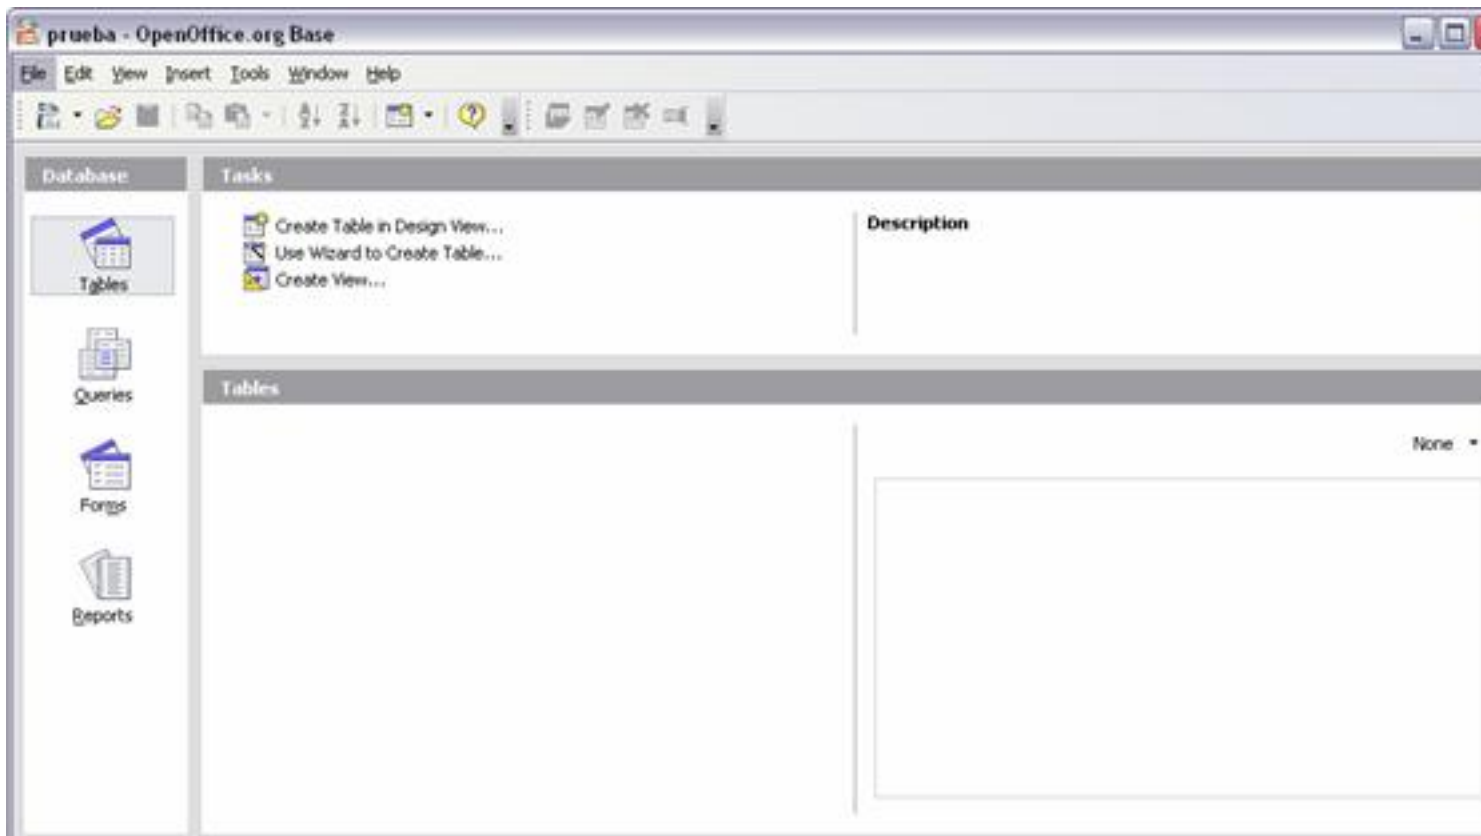 prueba - OpenOffice.org Base
File Edit View Insert Tools Window Help
Database
Tasks
Tables
Queries
Forms
Reports
Create Table in Design View...
Use Wizard to Create Table...
Create View...
Description
Tables
None